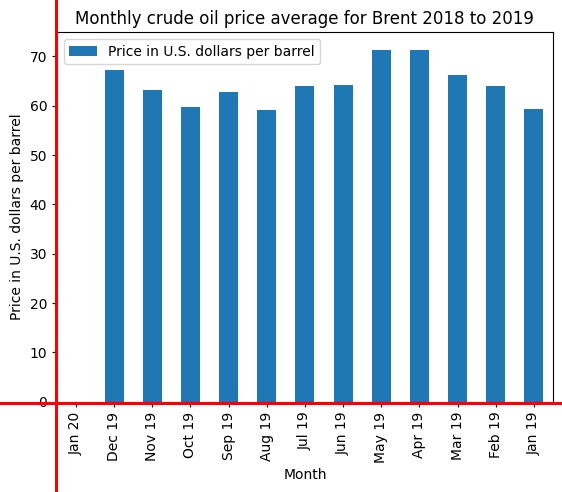 Monthly crude oil price average for Brent 2018 to 2019
Price in U.S. dollars per barrel
Price in U.S. dollars per barrel
70
60
50
40
30
20
10
0
Jan 20
Dec 19
Nov 19
Oct 19
Sep 19
Aug 19
Jul 19
Jun 19
May 19
Apr 19
Mar 19
Feb 19
Jan 19
Month